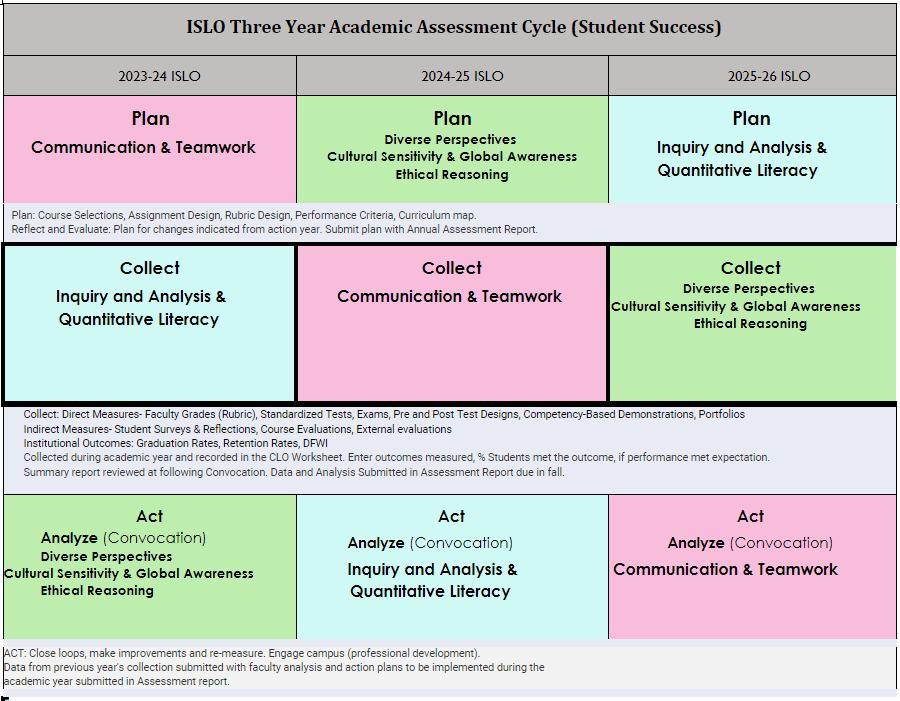 ISLO Three Year Academic Assessment Cycle (Student Success)
2023-24 ISLO
2024-25 ISLO
2025-26 ISLO
Plan
Communication & Teamwork
Plan
Diverse Perspectives
Cultural Sensitivity & Global Awareness
Ethical Reasoning
Plan
Inquiry and Analysis &
Quantitative Literacy
Plan: Course Selections, Assignment Design, Rubric Design, Performance Criteria, Curriculum map.
Reflect and Evaluate: Plan for changes indicated from action year. Submit plan with Annual Assessment Report.
Collect
Inquiry and Analysis &
Quantitative Literacy
Collect
Communication & Teamwork
Collect
Diverse Perspectives
Cultural Sensitivity & Global Awareness
Ethical Reasoning
Collect: Direct Measures- Faculty Grades (Rubric), Standardized Tests, Exams, Pre and Post Test Designs, Competency-Based Demonstrations, Portfolios
Indirect Measures- Student Surveys & Reflections, Course Evaluations, External evaluations
Institutional Outcomes: Graduation Rates, Retention Rates, DFWI
Collected during academic year and recorded in the CLO Worksheet. Enter outcomes measured, % Students met the outcome, if performance met expectation.
Summary report reviewed at following Convocation. Data and Analysis Submitted in Assessment Report due in fall.
Act
Analyze (Convocation)
Diverse Perspectives
Cultural Sensitivity & Global Awareness
Ethical Reasoning
Act
Analyze (Convocation)
Inquiry and Analysis &
Quantitative Literacy
Act
Analyze (Convocation)
Communication & Teamwork
ACT: Close loops, make improvements and re-measure. Engage campus (professional development).
Data from previous year's collection submitted with faculty analysis and action plans to be implemented during the
academic year submitted in Assessment report.